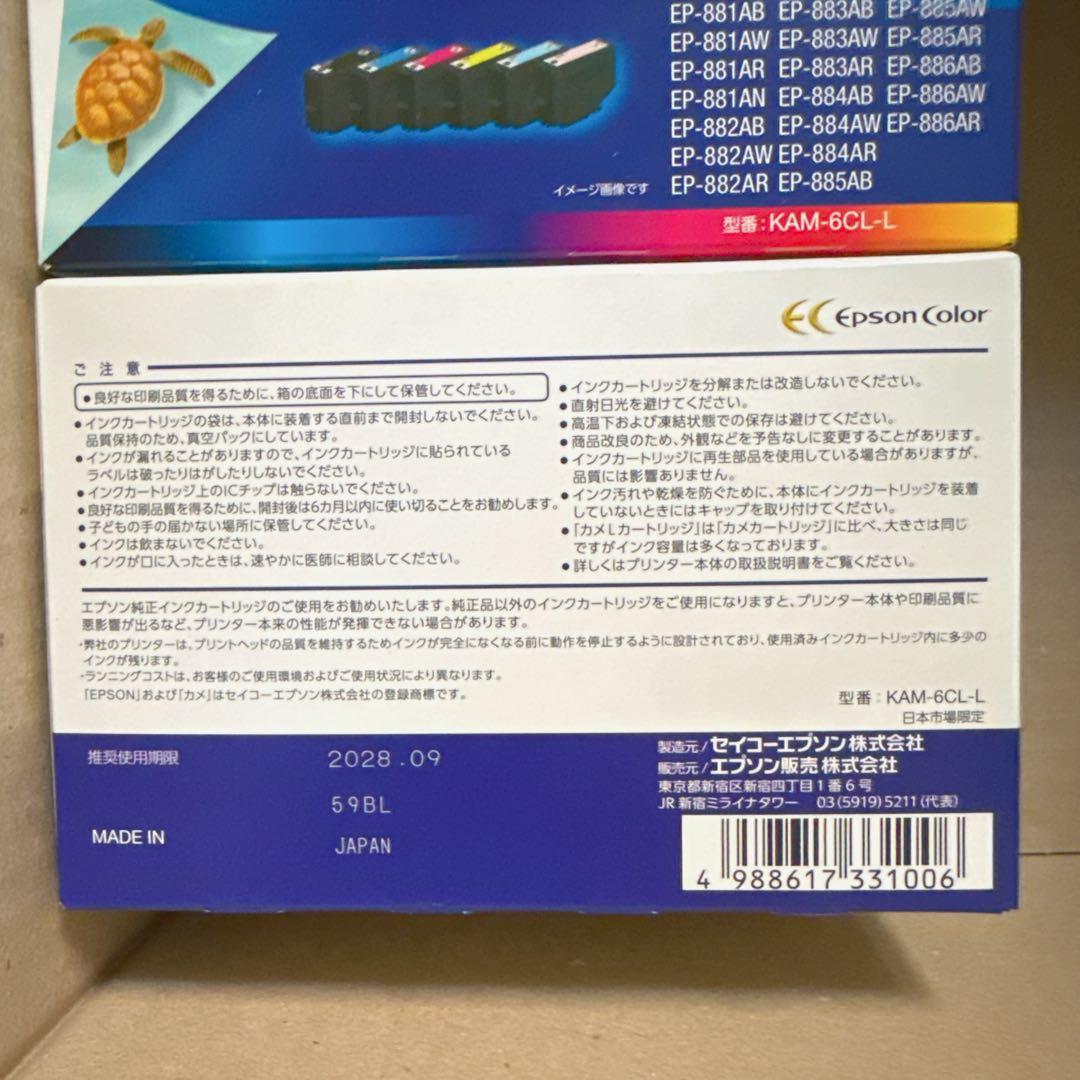 EP-881AB EP-883AB EP-885AW
EP-881AW EP-883AW EP-885AR
EP-881AR EP-883AR EP-886AB
EP-881AN EP-884AB EP-886AW
EP-882AB EP-884AW EP-886AR
EP-882AW EP-884AR
EP-882AR EP-885AB
イメージ画像です
型番:KAM-6CL-L
EC Epson Color
ご注意
●良好な印刷品質を得るために、箱の底面を下にして保管してください。
●インクカートリッジの袋は、本体に装着する直前まで開封しないでください。
品質保持のため、真空パックにしています。
●インクが漏れることがありますので、インクカートリッジに貼られている
ラベルは破ったりはがしたりしないでください。
●インクカートリッジ上のICチップは触らないでください。
●良好な印刷品質を得るために、開封後は6カ月以内に使い切ることをお勧めします。
●子どもの手の届かない場所に保管してください。
●インクは飲まないでください。
●インクが口に入ったときは、速やかに医師に相談してください。
●インクカートリッジを分解または改造しないでください。
●直射日光を避けてください。
●高温下および凍結状態での保存は避けてください。
●商品改良のため、外観などを予告なしに変更することがあります。
●インクカートリッジに再生部品を使用している場合がありますが、
品質には影響ありません。
●インク汚れや乾燥を防ぐために、本体にインクカートリッジを装着
していないときにはキャップを取り付けてください。
●「カメLカートリッジ」は「カメカートリッジ」に比べ、大きさは同じ
ですがインク容量は多くなっております。
●詳しくはプリンター本体の取扱説明書をご覧ください。
エプソン純正インクカートリッジのご使用をお勧めいたします。純正品以外のインクカートリッジをご使用になりますと、プリンター本体や印刷品質に
悪影響が出るなど、プリンター本来の性能が発揮できない場合があります。
・弊社のプリンターは、プリントヘッドの品質を維持するためインクが完全になくなる前に動作を停止するように設計されており、使用済みインクカートリッジ内に多少の
インクが残ります。
・ランニングコストは、お客様のご使用環境およびご使用状況により異なります。
「EPSON」および「カメ」はセイコーエプソン株式会社の登録商標です。
型番:KAM-6CL-L
日本市場限定
推奨使用期限 2028.09
59BL
MADE IN JAPAN
製造元/セイコーエプソン株式会社
販売元/エプソン販売株式会社
東京都新宿区新宿四丁目1番6号
JR新宿ミライナタワー 03(5919)5211(代表)
4 988617 331006